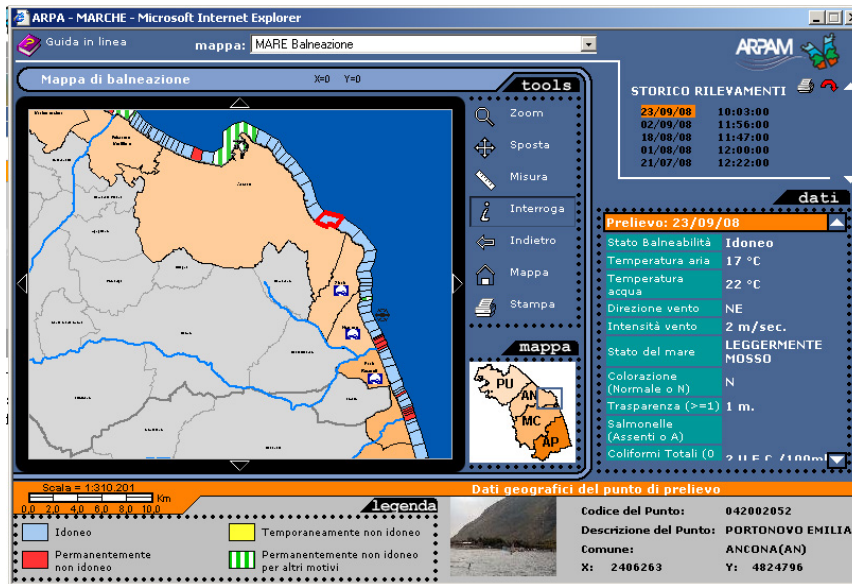 ARPA - MARCHE - Microsoft Internet Explorer
Guida in linea
mappa: MARE Balneazione
ARPAM
Mappa di balneazione X=0 Y=0
tools
Zoom
Sposta
Misura
Interroga
Indietro
Mappa
Stampa
mappa
PU
AN
MC
AP
STORICO RILEVAMENTI
23/09/08 10:03:00
02/09/08 11:56:00
18/08/08 11:47:00
01/08/08 12:00:00
21/07/08 12:22:00
dati
Prelievo: 23/09/08
Stato Balneabilità Idoneo
Temperatura aria 17 °C
Temperatura acqua 22 °C
Direzione vento NE
Intensità vento 2 m/sec.
Stato del mare LEGGERMENTE MOSSO
Colorazione (Normale o N) N
Trasparenza (>=1) 1 m.
Salmonelle (Assenti o A)
Coliformi Totali (0 2 U.F.C./100ml
Scala = 1:310.201
Km
0,0 2,0 4,0 6,0 8,0 10,0
legenda
Idoneo
Temporaneamente non idoneo
Permanentemente non idoneo
Permanentemente non idoneo per altri motivi
Dati geografici del punto di prelievo
Codice del Punto: 042002052
Descrizione del Punto: PORTONOVO EMILIA
Comune: ANCONA(AN)
X: 2406263 Y: 4824796